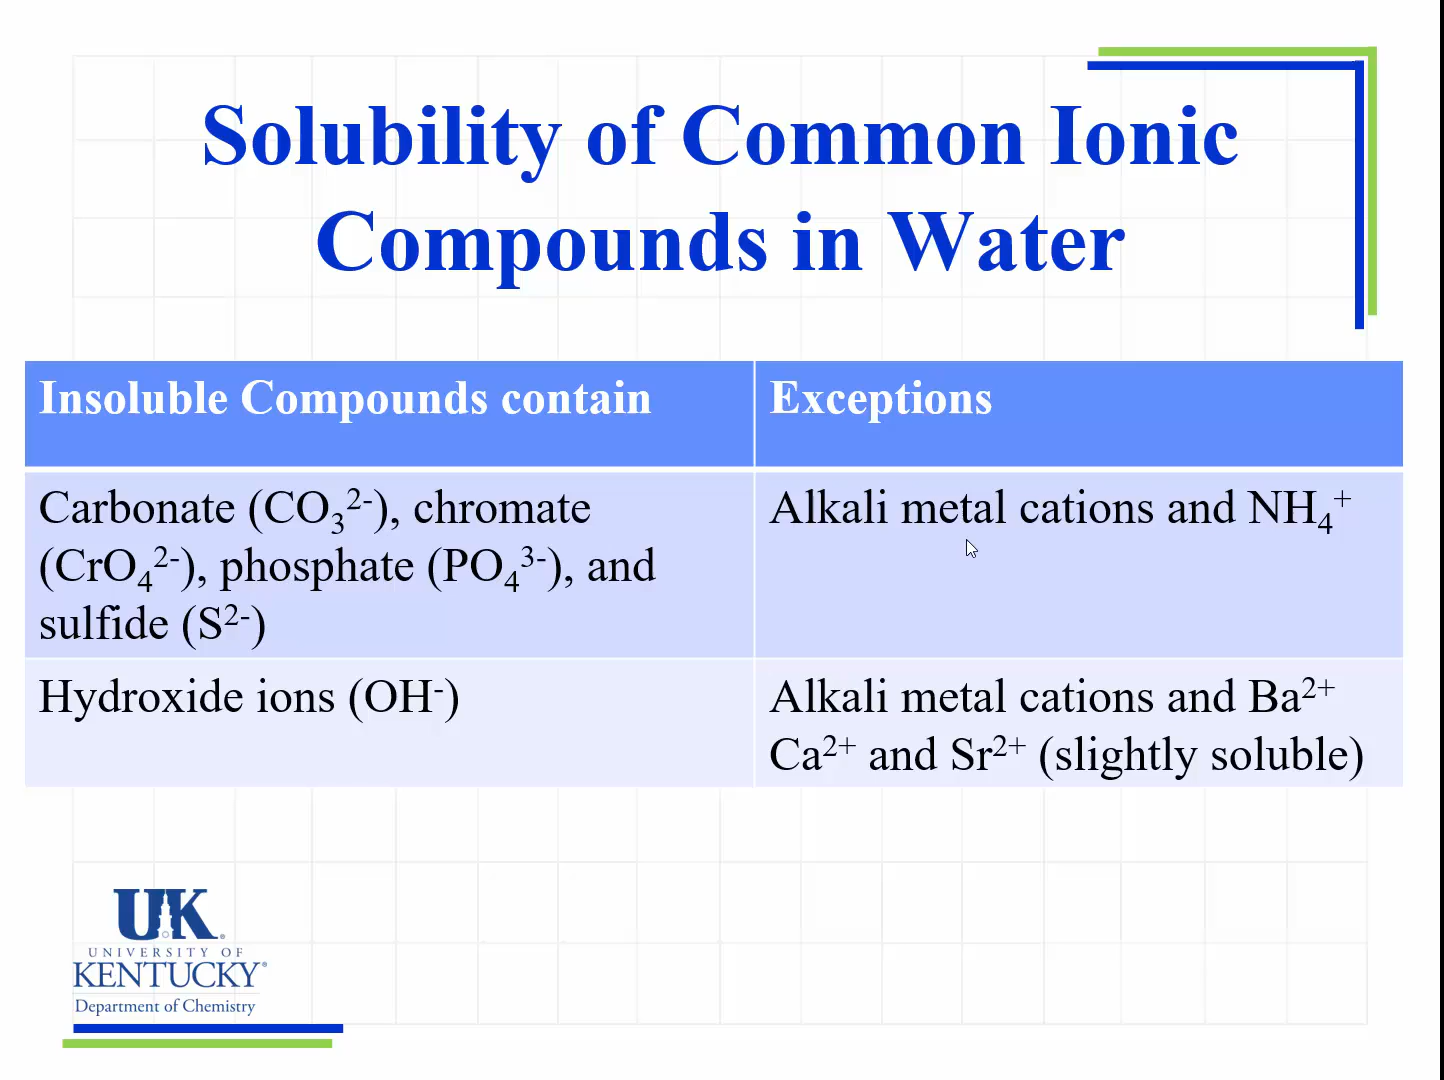 Solubility of Common Ionic
Compounds in Water
Insoluble Compounds contain
Exceptions
Carbonate (CO₃²⁻), chromate
(CrO₄²⁻), phosphate (PO₄³⁻), and
sulfide (S²⁻)
Alkali metal cations and NH₄⁺
Hydroxide ions (OH⁻)
Alkali metal cations and Ba²⁺
Ca²⁺ and Sr²⁺ (slightly soluble)
UK®
UNIVERSITY OF
KENTUCKY®
Department of Chemistry